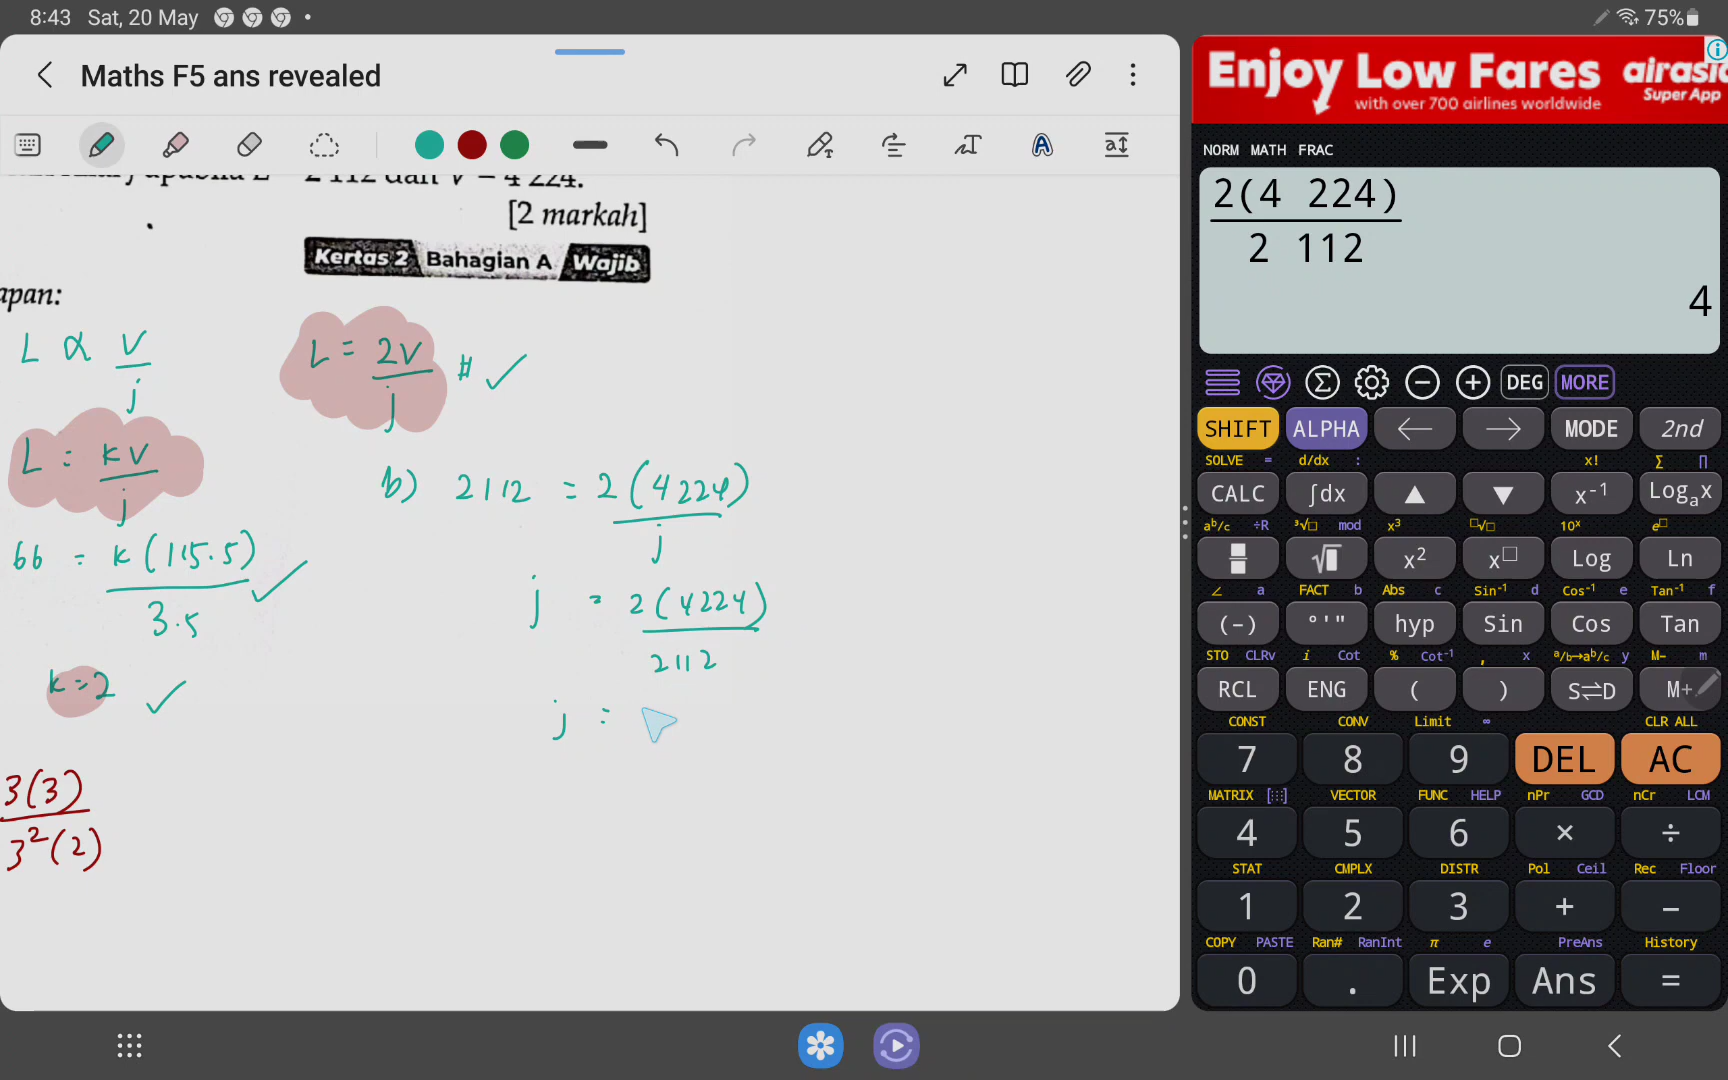 8:43 Sat, 20 May
75%
Maths F5 ans revealed
2 112 dan V = 4 224.
[2 markah]
Kertas 2 Bahagian A Wajib
apan:
L ∝ V/j
L = kV/j
66 = k(115.5)/3.5
k = 2
3(3)/3²(2)
L = 2V/j #
b) 2112 = 2(4224)/j
j = 2(4224)/2112
j =
Enjoy Low Fares
with over 700 airlines worldwide
airasia
Super App
NORM MATH FRAC
2(4 224)
2 112
4
DEG MORE
SHIFT ALPHA ← → MODE 2nd
SOLVE = d/dx : x! Σ ∏
CALC ∫dx ▲ ▼ x⁻¹ Logₐx
aᵇ/c ÷R ³√□ mod x³ □√□ 10ˣ e□
√ x² x□ Log Ln
∠ a FACT b Abs c Sin⁻¹ d Cos⁻¹ e Tan⁻¹ f
(−) °'" hyp Sin Cos Tan
STO CLRv i Cot % Cot⁻¹ , x ᵃ/b→aᵇ/c y M− m
RCL ENG ( ) S⇌D M+
CONST CONV Limit ∞ CLR ALL
7 8 9 DEL AC
MATRIX [:::] VECTOR FUNC HELP nPr GCD nCr LCM
4 5 6 × ÷
STAT CMPLX DISTR Pol Ceil Rec Floor
1 2 3 + −
COPY PASTE Ran# RanInt π e PreAns History
0 . Exp Ans =